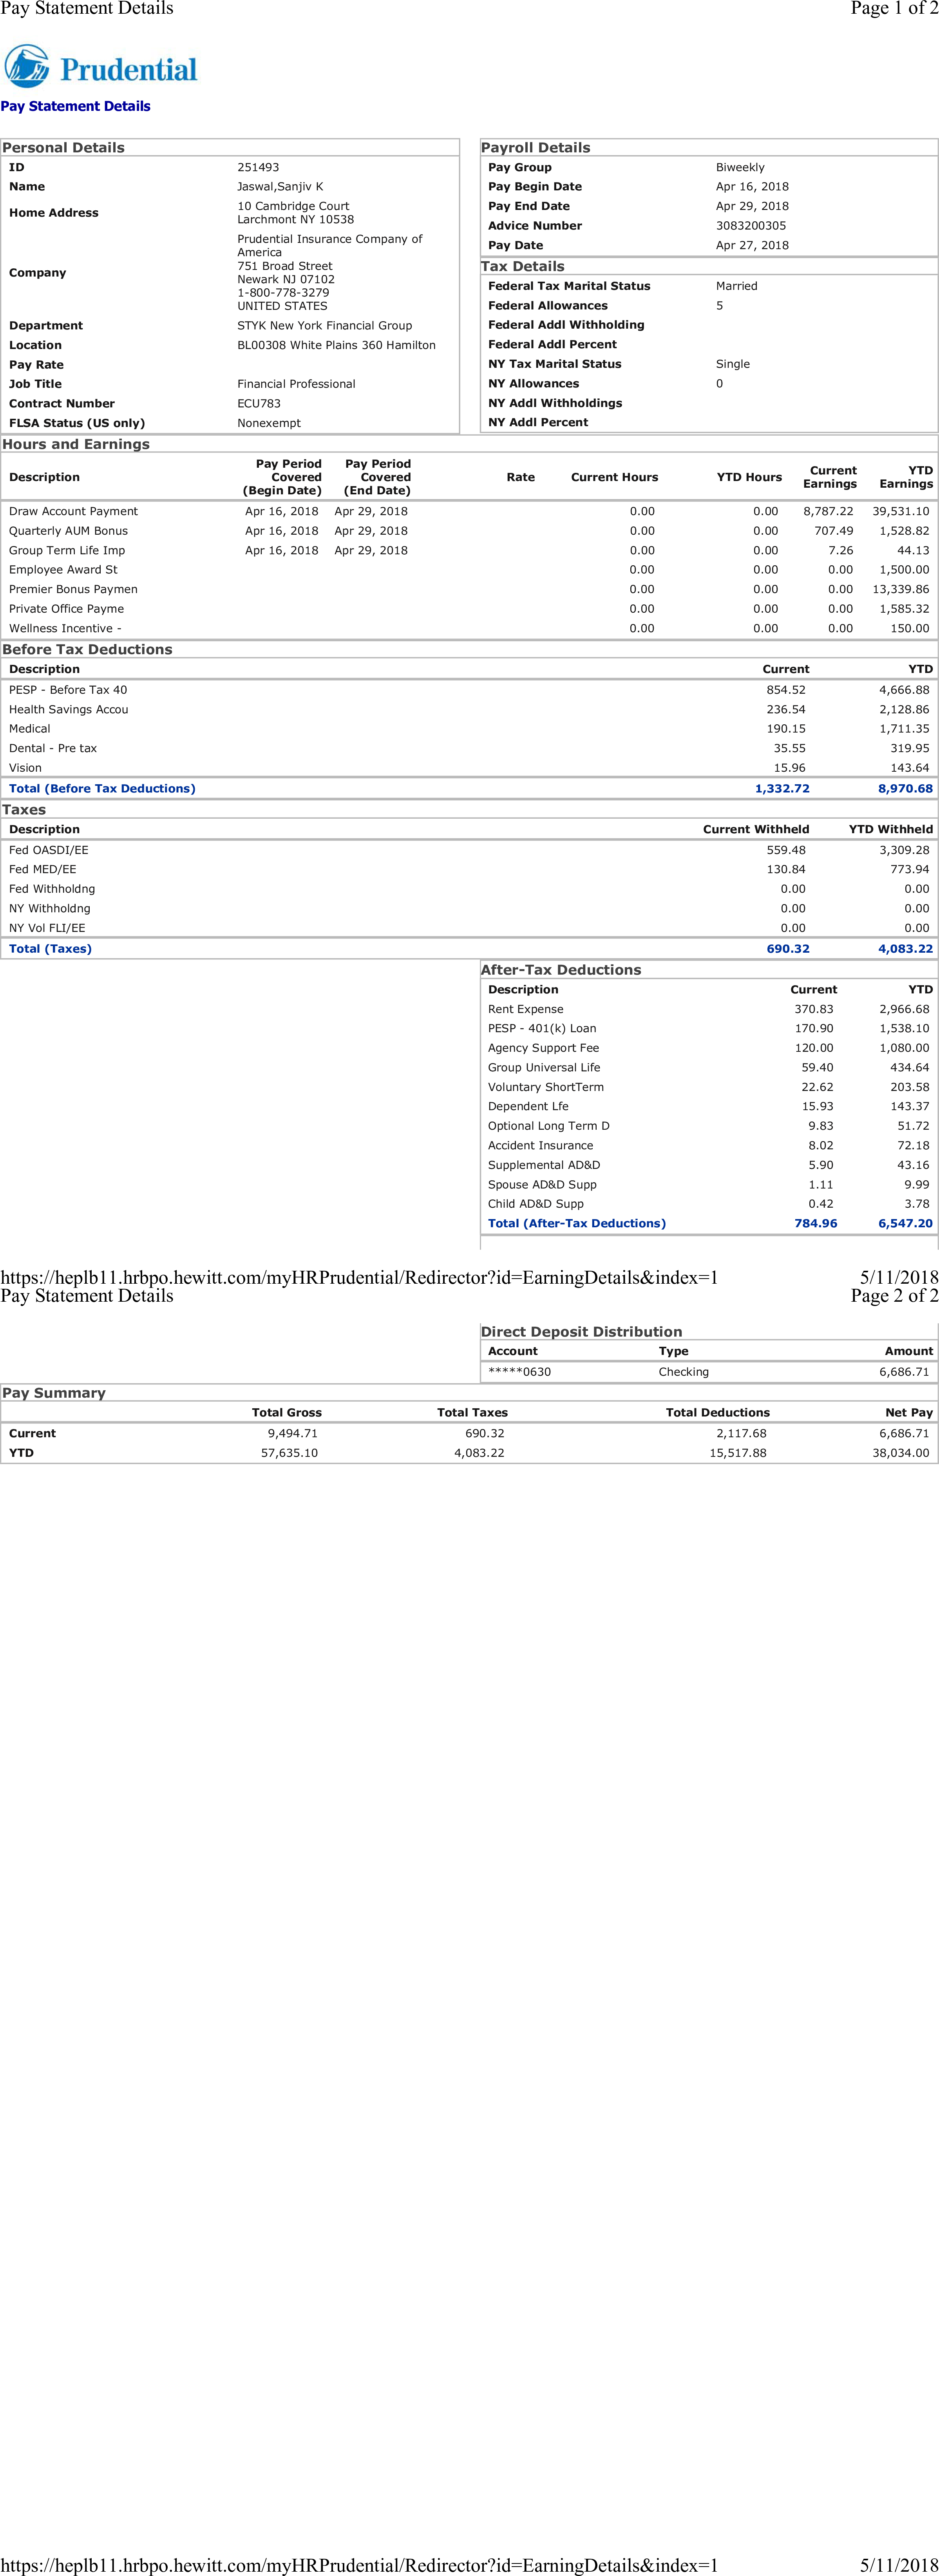 Pay Statement Details Page 1 of 2
Prudential
Pay Statement Details
Personal Details
ID 251493
Name Jaswal,Sanjiv K
Home Address 10 Cambridge Court
Larchmont NY 10538
Company Prudential Insurance Company of
America
751 Broad Street
Newark NJ 07102
1-800-778-3279
UNITED STATES
Department STYK New York Financial Group
Location BL00308 White Plains 360 Hamilton
Pay Rate
Job Title Financial Professional
Contract Number ECU783
FLSA Status (US only) Nonexempt
Payroll Details
Pay Group Biweekly
Pay Begin Date Apr 16, 2018
Pay End Date Apr 29, 2018
Advice Number 3083200305
Pay Date Apr 27, 2018
Tax Details
Federal Tax Marital Status Married
Federal Allowances 5
Federal Addl Withholding
Federal Addl Percent
NY Tax Marital Status Single
NY Allowances 0
NY Addl Withholdings
NY Addl Percent
Hours and Earnings
Description Pay Period Covered (Begin Date) Pay Period Covered (End Date) Rate Current Hours YTD Hours Current Earnings YTD Earnings
Draw Account Payment Apr 16, 2018 Apr 29, 2018 0.00 0.00 8,787.22 39,531.10
Quarterly AUM Bonus Apr 16, 2018 Apr 29, 2018 0.00 0.00 707.49 1,528.82
Group Term Life Imp Apr 16, 2018 Apr 29, 2018 0.00 0.00 7.26 44.13
Employee Award St 0.00 0.00 0.00 1,500.00
Premier Bonus Paymen 0.00 0.00 0.00 13,339.86
Private Office Payme 0.00 0.00 0.00 1,585.32
Wellness Incentive - 0.00 0.00 0.00 150.00
Before Tax Deductions
Description Current YTD
PESP - Before Tax 40 854.52 4,666.88
Health Savings Accou 236.54 2,128.86
Medical 190.15 1,711.35
Dental - Pre tax 35.55 319.95
Vision 15.96 143.64
Total (Before Tax Deductions) 1,332.72 8,970.68
Taxes
Description Current Withheld YTD Withheld
Fed OASDI/EE 559.48 3,309.28
Fed MED/EE 130.84 773.94
Fed Withholdng 0.00 0.00
NY Withholdng 0.00 0.00
NY Vol FLI/EE 0.00 0.00
Total (Taxes) 690.32 4,083.22
After-Tax Deductions
Description Current YTD
Rent Expense 370.83 2,966.68
PESP - 401(k) Loan 170.90 1,538.10
Agency Support Fee 120.00 1,080.00
Group Universal Life 59.40 434.64
Voluntary ShortTerm 22.62 203.58
Dependent Lfe 15.93 143.37
Optional Long Term D 9.83 51.72
Accident Insurance 8.02 72.18
Supplemental AD&D 5.90 43.16
Spouse AD&D Supp 1.11 9.99
Child AD&D Supp 0.42 3.78
Total (After-Tax Deductions) 784.96 6,547.20
https://heplb11.hrbpo.hewitt.com/myHRPrudential/Redirector?id=EarningDetails&index=1 5/11/2018
Pay Statement Details Page 2 of 2
Direct Deposit Distribution
Account Type Amount
*****0630 Checking 6,686.71
Pay Summary
Total Gross Total Taxes Total Deductions Net Pay
Current 9,494.71 690.32 2,117.68 6,686.71
YTD 57,635.10 4,083.22 15,517.88 38,034.00
https://heplb11.hrbpo.hewitt.com/myHRPrudential/Redirector?id=EarningDetails&index=1 5/11/2018